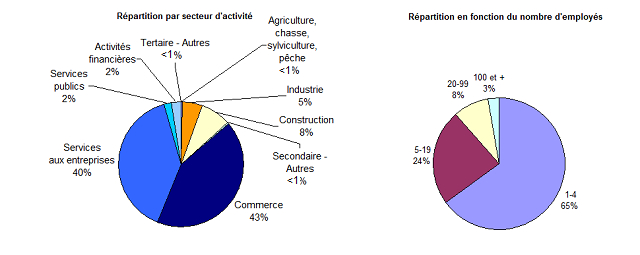 Répartition par secteur d'activité
Agriculture,
chasse,
sylviculture,
pêche
<1%
Tertaire - Autres
<1%
Activités
financières
2%
Services
publics
2%
Industrie
5%
Construction
8%
Secondaire -
Autres
<1%
Services
aux entreprises
40%
Commerce
43%
Répartition en fonction du nombre d'employés
100 et +
3%
20-99
8%
5-19
24%
1-4
65%